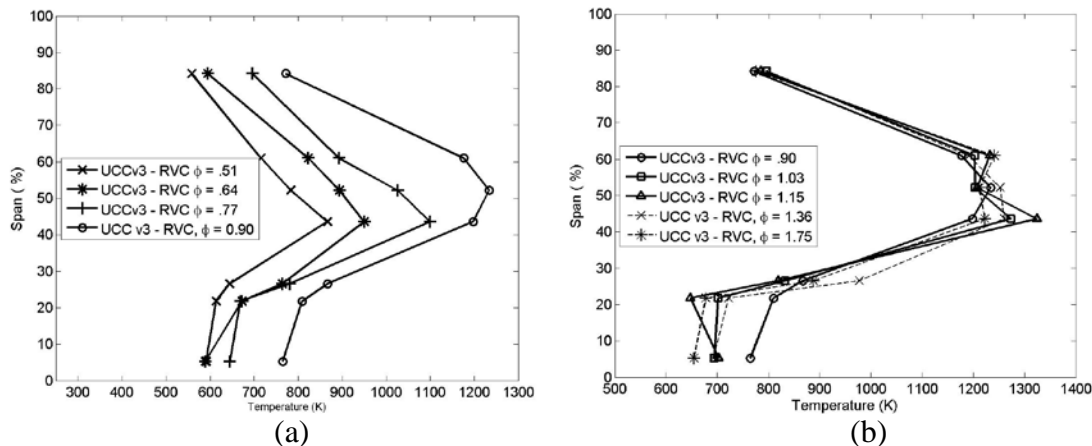 100
90
80
70
60
50
40
30
20
10
0
Span ( %)
UCCv3 - RVC ϕ = .51
UCCv3 - RVC ϕ = .64
UCCv3 - RVC ϕ = .77
UCC v3 - RVC, ϕ = 0.90
300 400 500 600 700 800 900 1000 1100 1200 1300
Temperature (K)
(a)
100
90
80
70
60
50
40
30
20
10
0
Span ( %)
UCCv3 - RVC ϕ = .90
UCCv3 - RVC ϕ = 1.03
UCCv3 - RVC ϕ = 1.15
UCC v3 - RVC, ϕ = 1.36
UCC v3 - RVC, ϕ = 1.75
500 600 700 800 900 1000 1100 1200 1300 1400
Temperature (K)
(b)